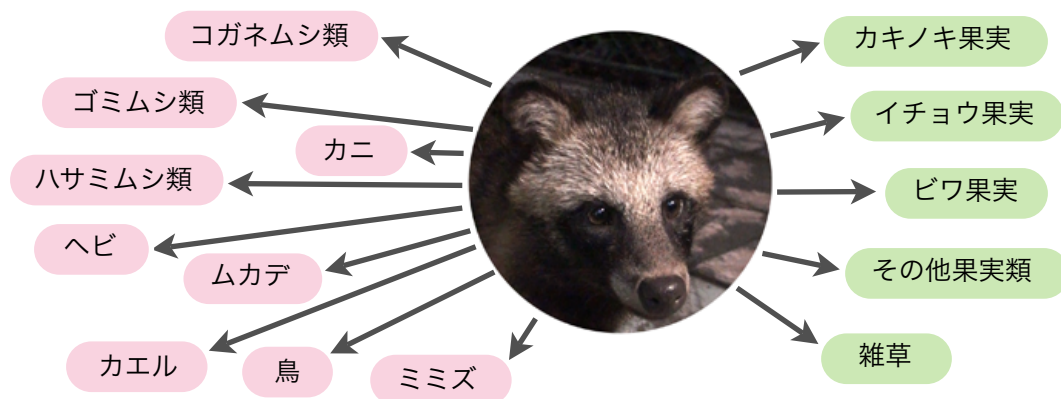 コガネムシ類
ゴミムシ類
カニ
ハサミムシ類
ヘビ
ムカデ
カエル
鳥
ミミズ
カキノキ果実
イチョウ果実
ビワ果実
その他果実類
雑草